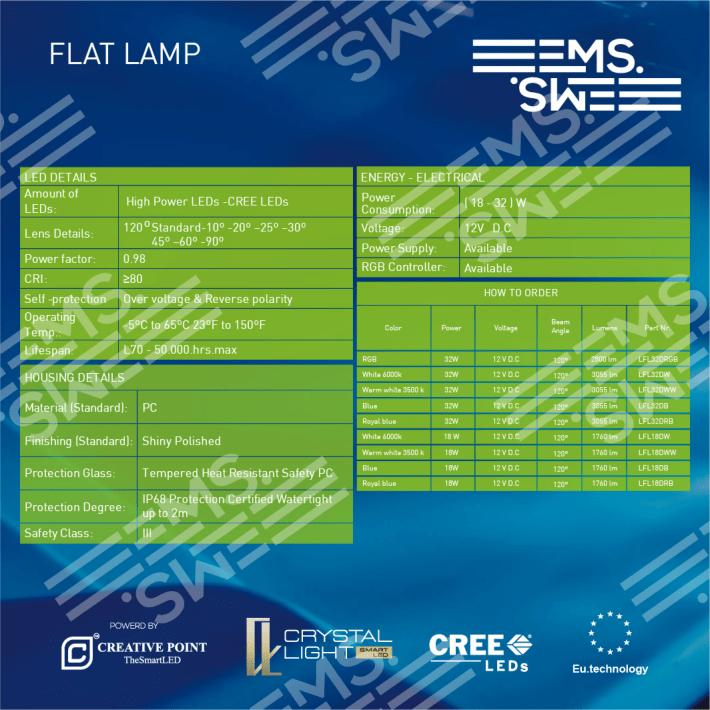 FLAT LAMP
EMS.
SWE
LED DETAILS
Amount of LEDs: High Power LEDs -CREE LEDs
Lens Details: 120° Standard-10° -20° –25° –30°
45° –60° -90°
Power factor: 0.98
CRI: ≥80
Self -protection Over voltage & Reverse polarity
Operating Temp.: -5°C to 65°C 23°F to 150°F
Lifespan: L70 - 50.000.hrs.max
HOUSING DETAILS
Material (Standard): PC
Finishing (Standard): Shiny Polished
Protection Glass: Tempered Heat Resistant Safety PC
Protection Degree: IP68 Protection Certified Watertight
up to 2m
Safety Class: III
ENERGY - ELECTRICAL
Power Consumption: ( 18 - 32 ) W
Voltage: 12V D.C
Power Supply: Available
RGB Controller: Available
HOW TO ORDER
Color Power Voltage Beam Angle Lumens Part Nr.
RGB 32W 12 V D.C 120° 2800 lm LFL32DRGB
White 6000k 32W 12 V D.C 120° 3055 lm LFL32DW
Warm white 3500 k 32W 12 V D.C 120° 3055 lm LFL32DWW
Blue 32W 12 V D.C 120° 3055 lm LFL32DB
Royal blue 32W 12 V D.C 120° 3055 lm LFL32DRB
White 6000k 18 W 12 V D.C 120° 1760 lm LFL18DW
Warm white 3500 k 18W 12 V D.C 120° 1760 lm LFL18DWW
Blue 18W 12 V D.C 120° 1760 lm LFL18DB
Royal blue 18W 12 V D.C 120° 1760 lm LFL18DRB
POWERD BY
CREATIVE POINT
TheSmartLED
CRYSTAL
LIGHT SMART LED
CREE
LEDs
Eu.technology